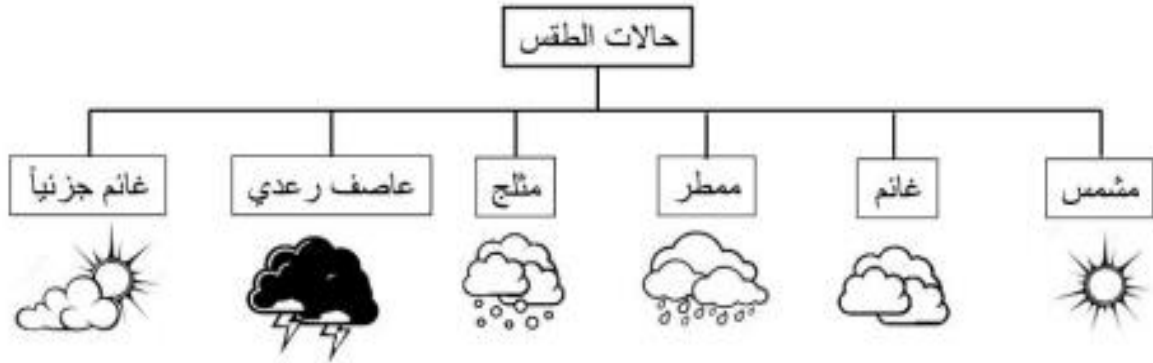 حالات الطقس
مشمس
غائم
ممطر
مثلج
عاصف رعدي
غائم جزئياً